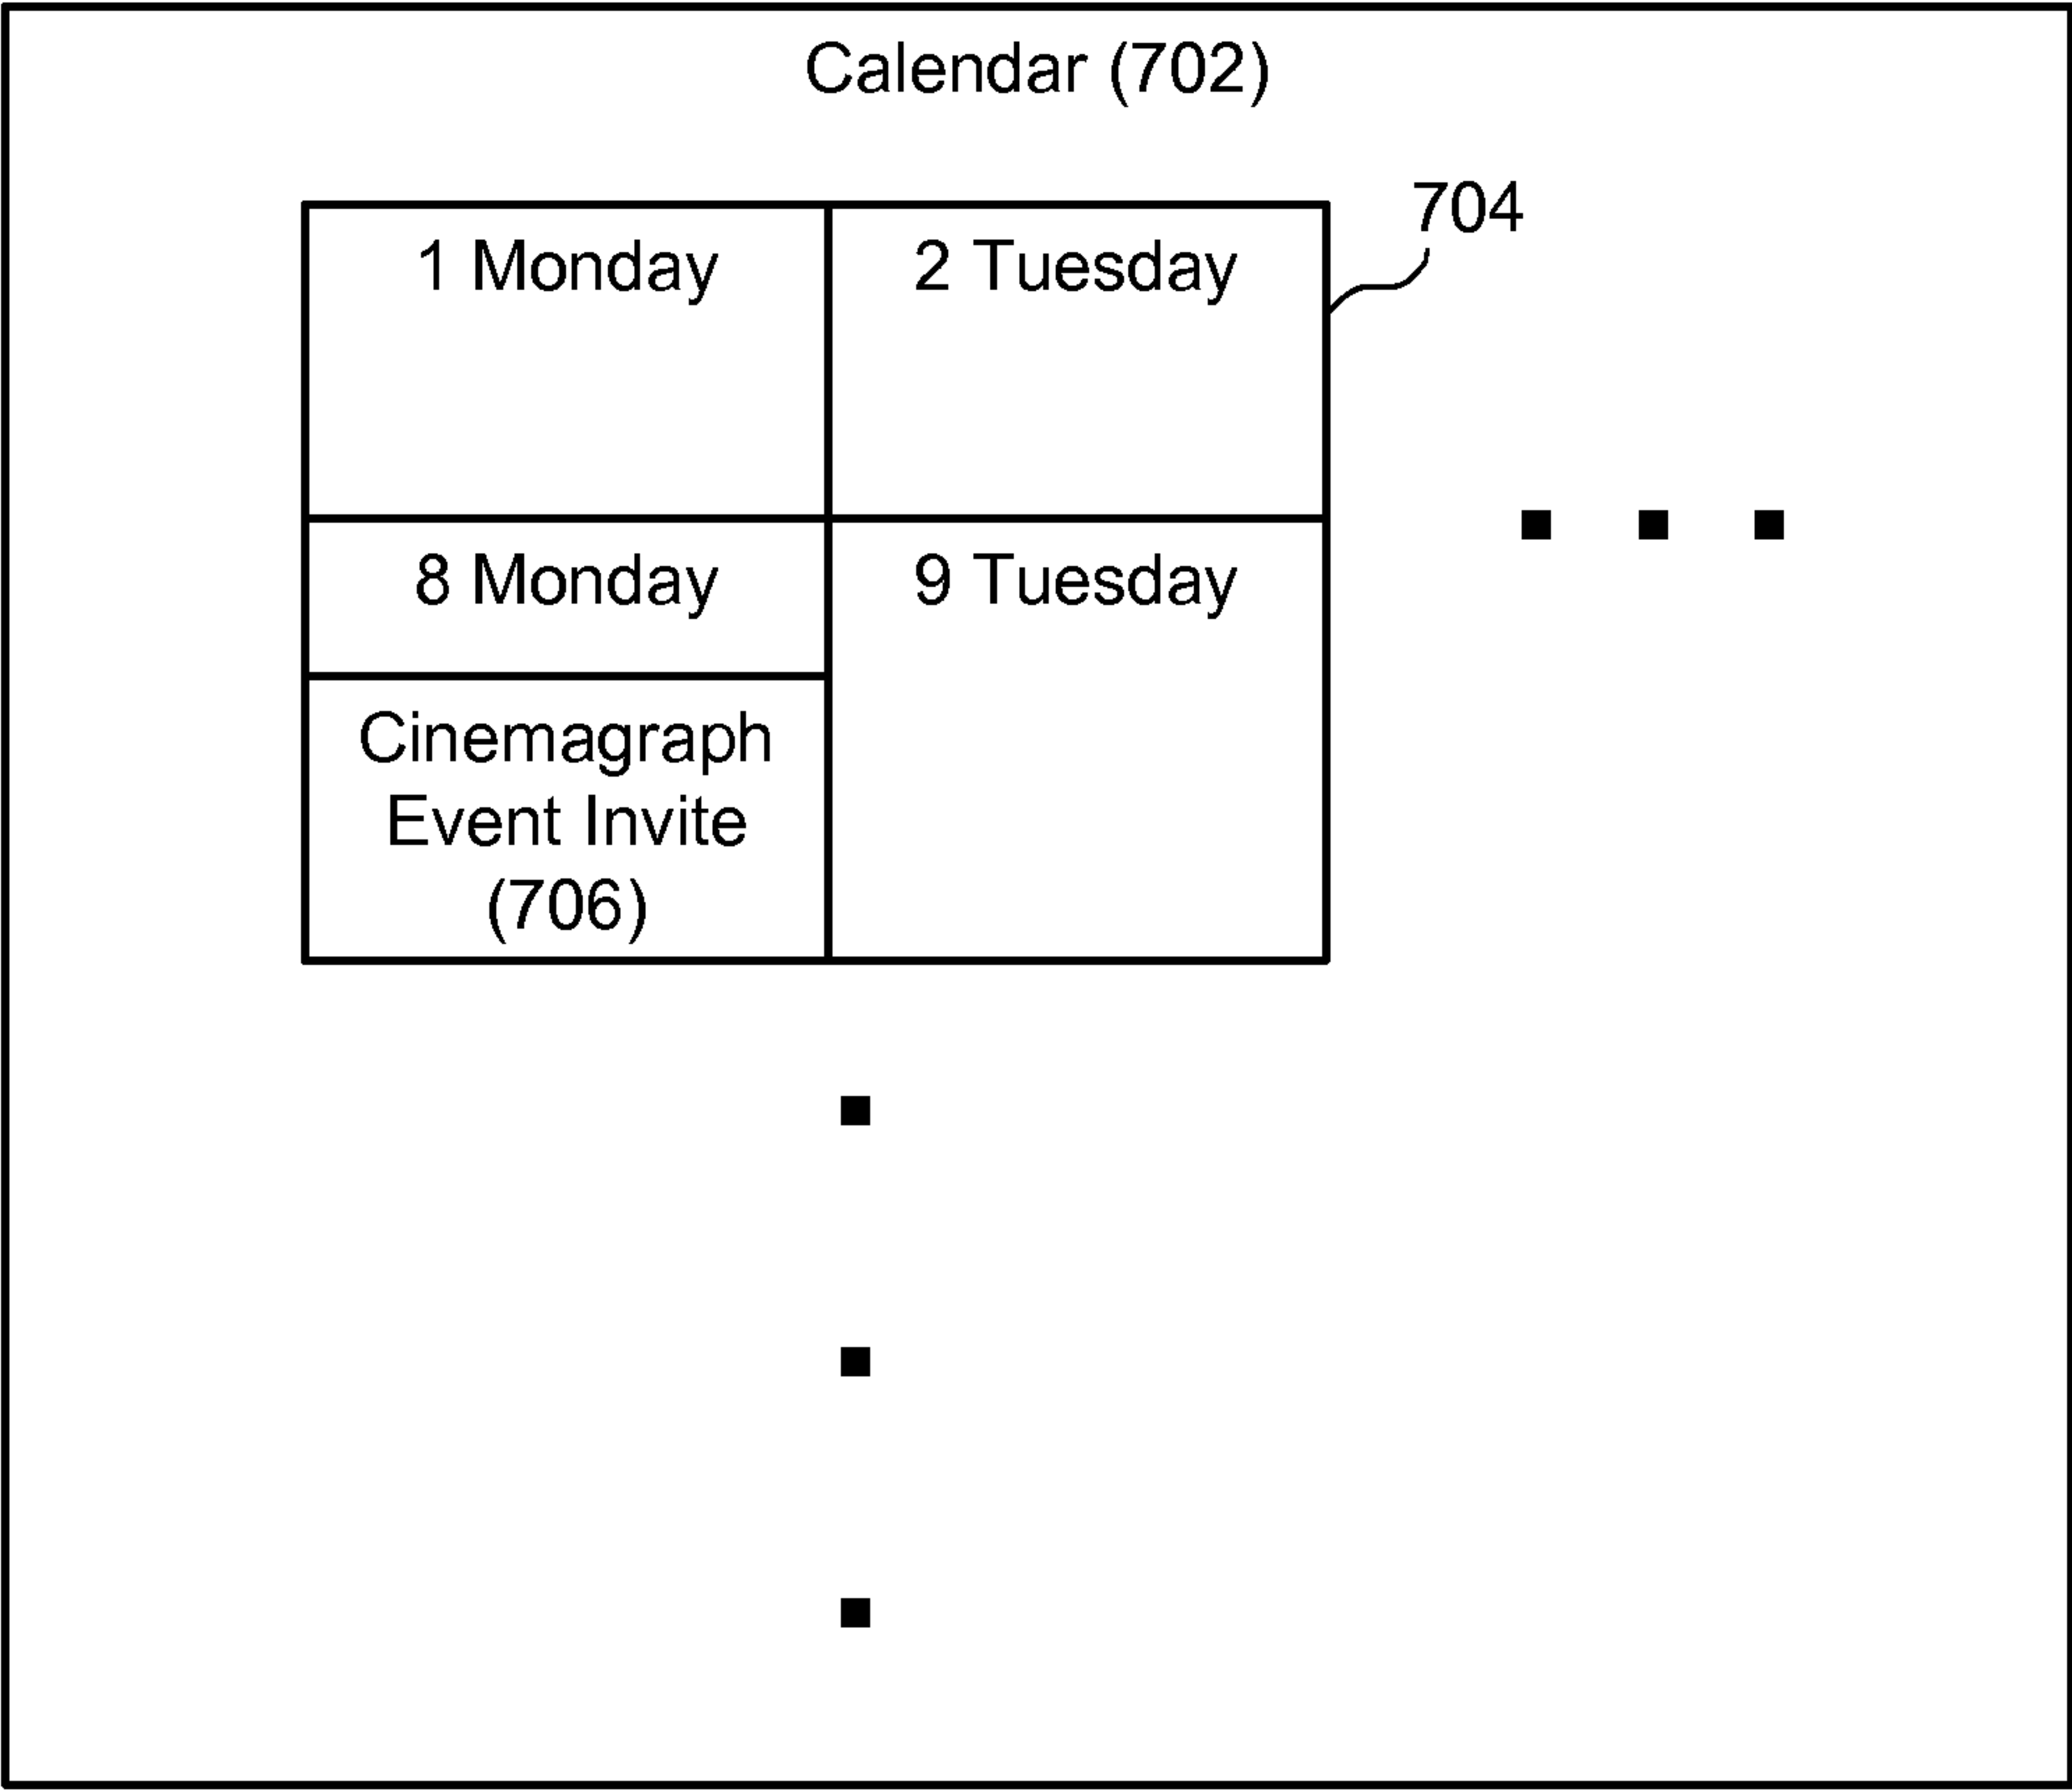 Calendar (702)
704
1 Monday
2 Tuesday
8 Monday
9 Tuesday
Cinemagraph
Event Invite
(706)